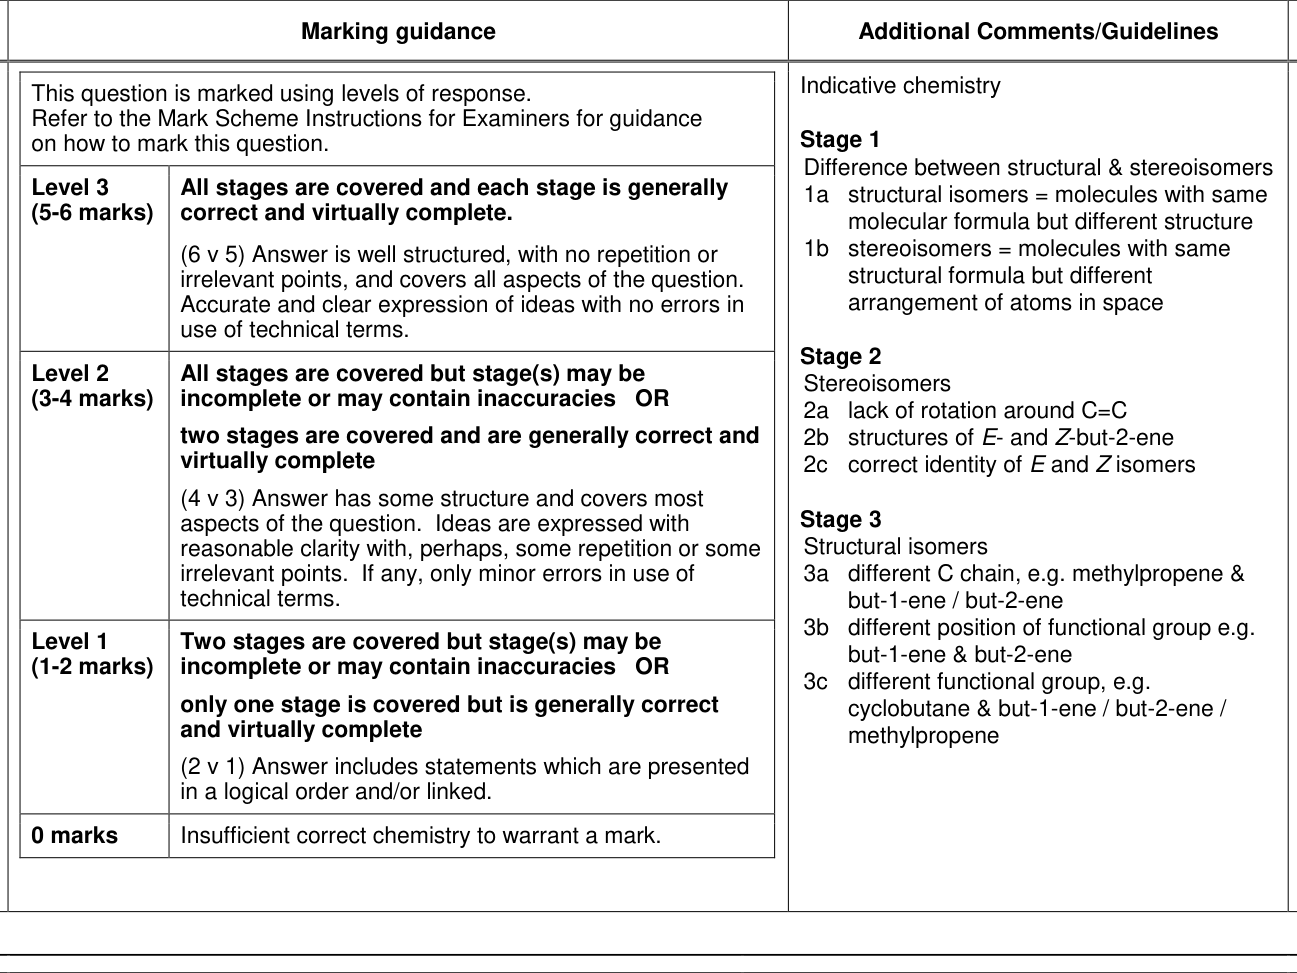 Marking guidance
Additional Comments/Guidelines
This question is marked using levels of response.
Refer to the Mark Scheme Instructions for Examiners for guidance
on how to mark this question.
Level 3
(5-6 marks)
All stages are covered and each stage is generally
correct and virtually complete.
(6 v 5) Answer is well structured, with no repetition or
irrelevant points, and covers all aspects of the question.
Accurate and clear expression of ideas with no errors in
use of technical terms.
Level 2
(3-4 marks)
All stages are covered but stage(s) may be
incomplete or may contain inaccuracies OR
two stages are covered and are generally correct and
virtually complete
(4 v 3) Answer has some structure and covers most
aspects of the question. Ideas are expressed with
reasonable clarity with, perhaps, some repetition or some
irrelevant points. If any, only minor errors in use of
technical terms.
Level 1
(1-2 marks)
Two stages are covered but stage(s) may be
incomplete or may contain inaccuracies OR
only one stage is covered but is generally correct
and virtually complete
(2 v 1) Answer includes statements which are presented
in a logical order and/or linked.
0 marks
Insufficient correct chemistry to warrant a mark.
Indicative chemistry
Stage 1
Difference between structural & stereoisomers
1a structural isomers = molecules with same
molecular formula but different structure
1b stereoisomers = molecules with same
structural formula but different
arrangement of atoms in space
Stage 2
Stereoisomers
2a lack of rotation around C=C
2b structures of E- and Z-but-2-ene
2c correct identity of E and Z isomers
Stage 3
Structural isomers
3a different C chain, e.g. methylpropene &
but-1-ene / but-2-ene
3b different position of functional group e.g.
but-1-ene & but-2-ene
3c different functional group, e.g.
cyclobutane & but-1-ene / but-2-ene /
methylpropene